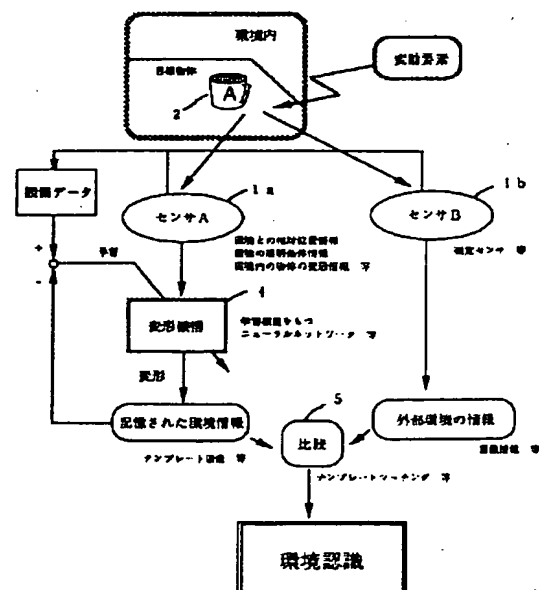 環境内
変動要素
目標物体
A
2
1a
1b
設備データ
センサA
センサB
環境との相対位置情報
環境の照明条件情報
環境内の物体の変形情報 等
視定センサ 等
+
-
学習
4
変形機構
学習機能をもつ
ニューラルネットワーク 等
変形
5
記憶された環境情報
比較
外部環境の情報
テンプレート画像 等
画像情報 等
テンプレートマッチング 等
環境認識